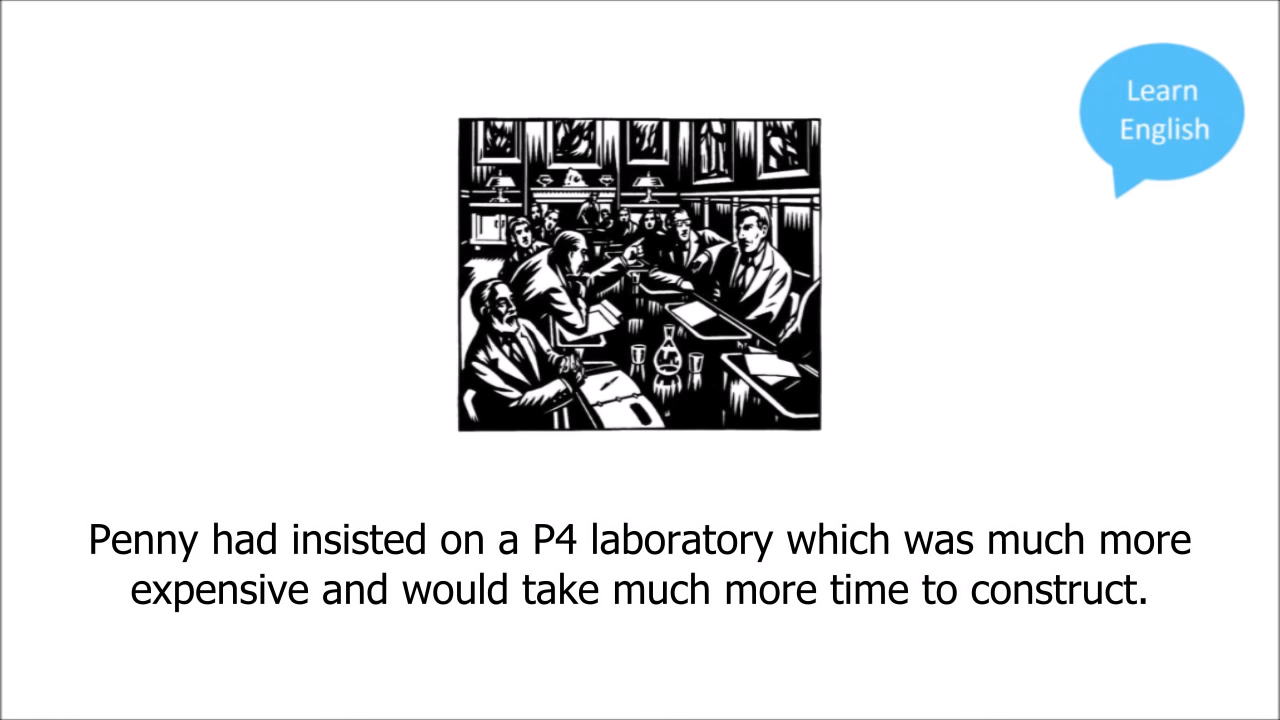 Learn
English
Penny had insisted on a P4 laboratory which was much more
expensive and would take much more time to construct.